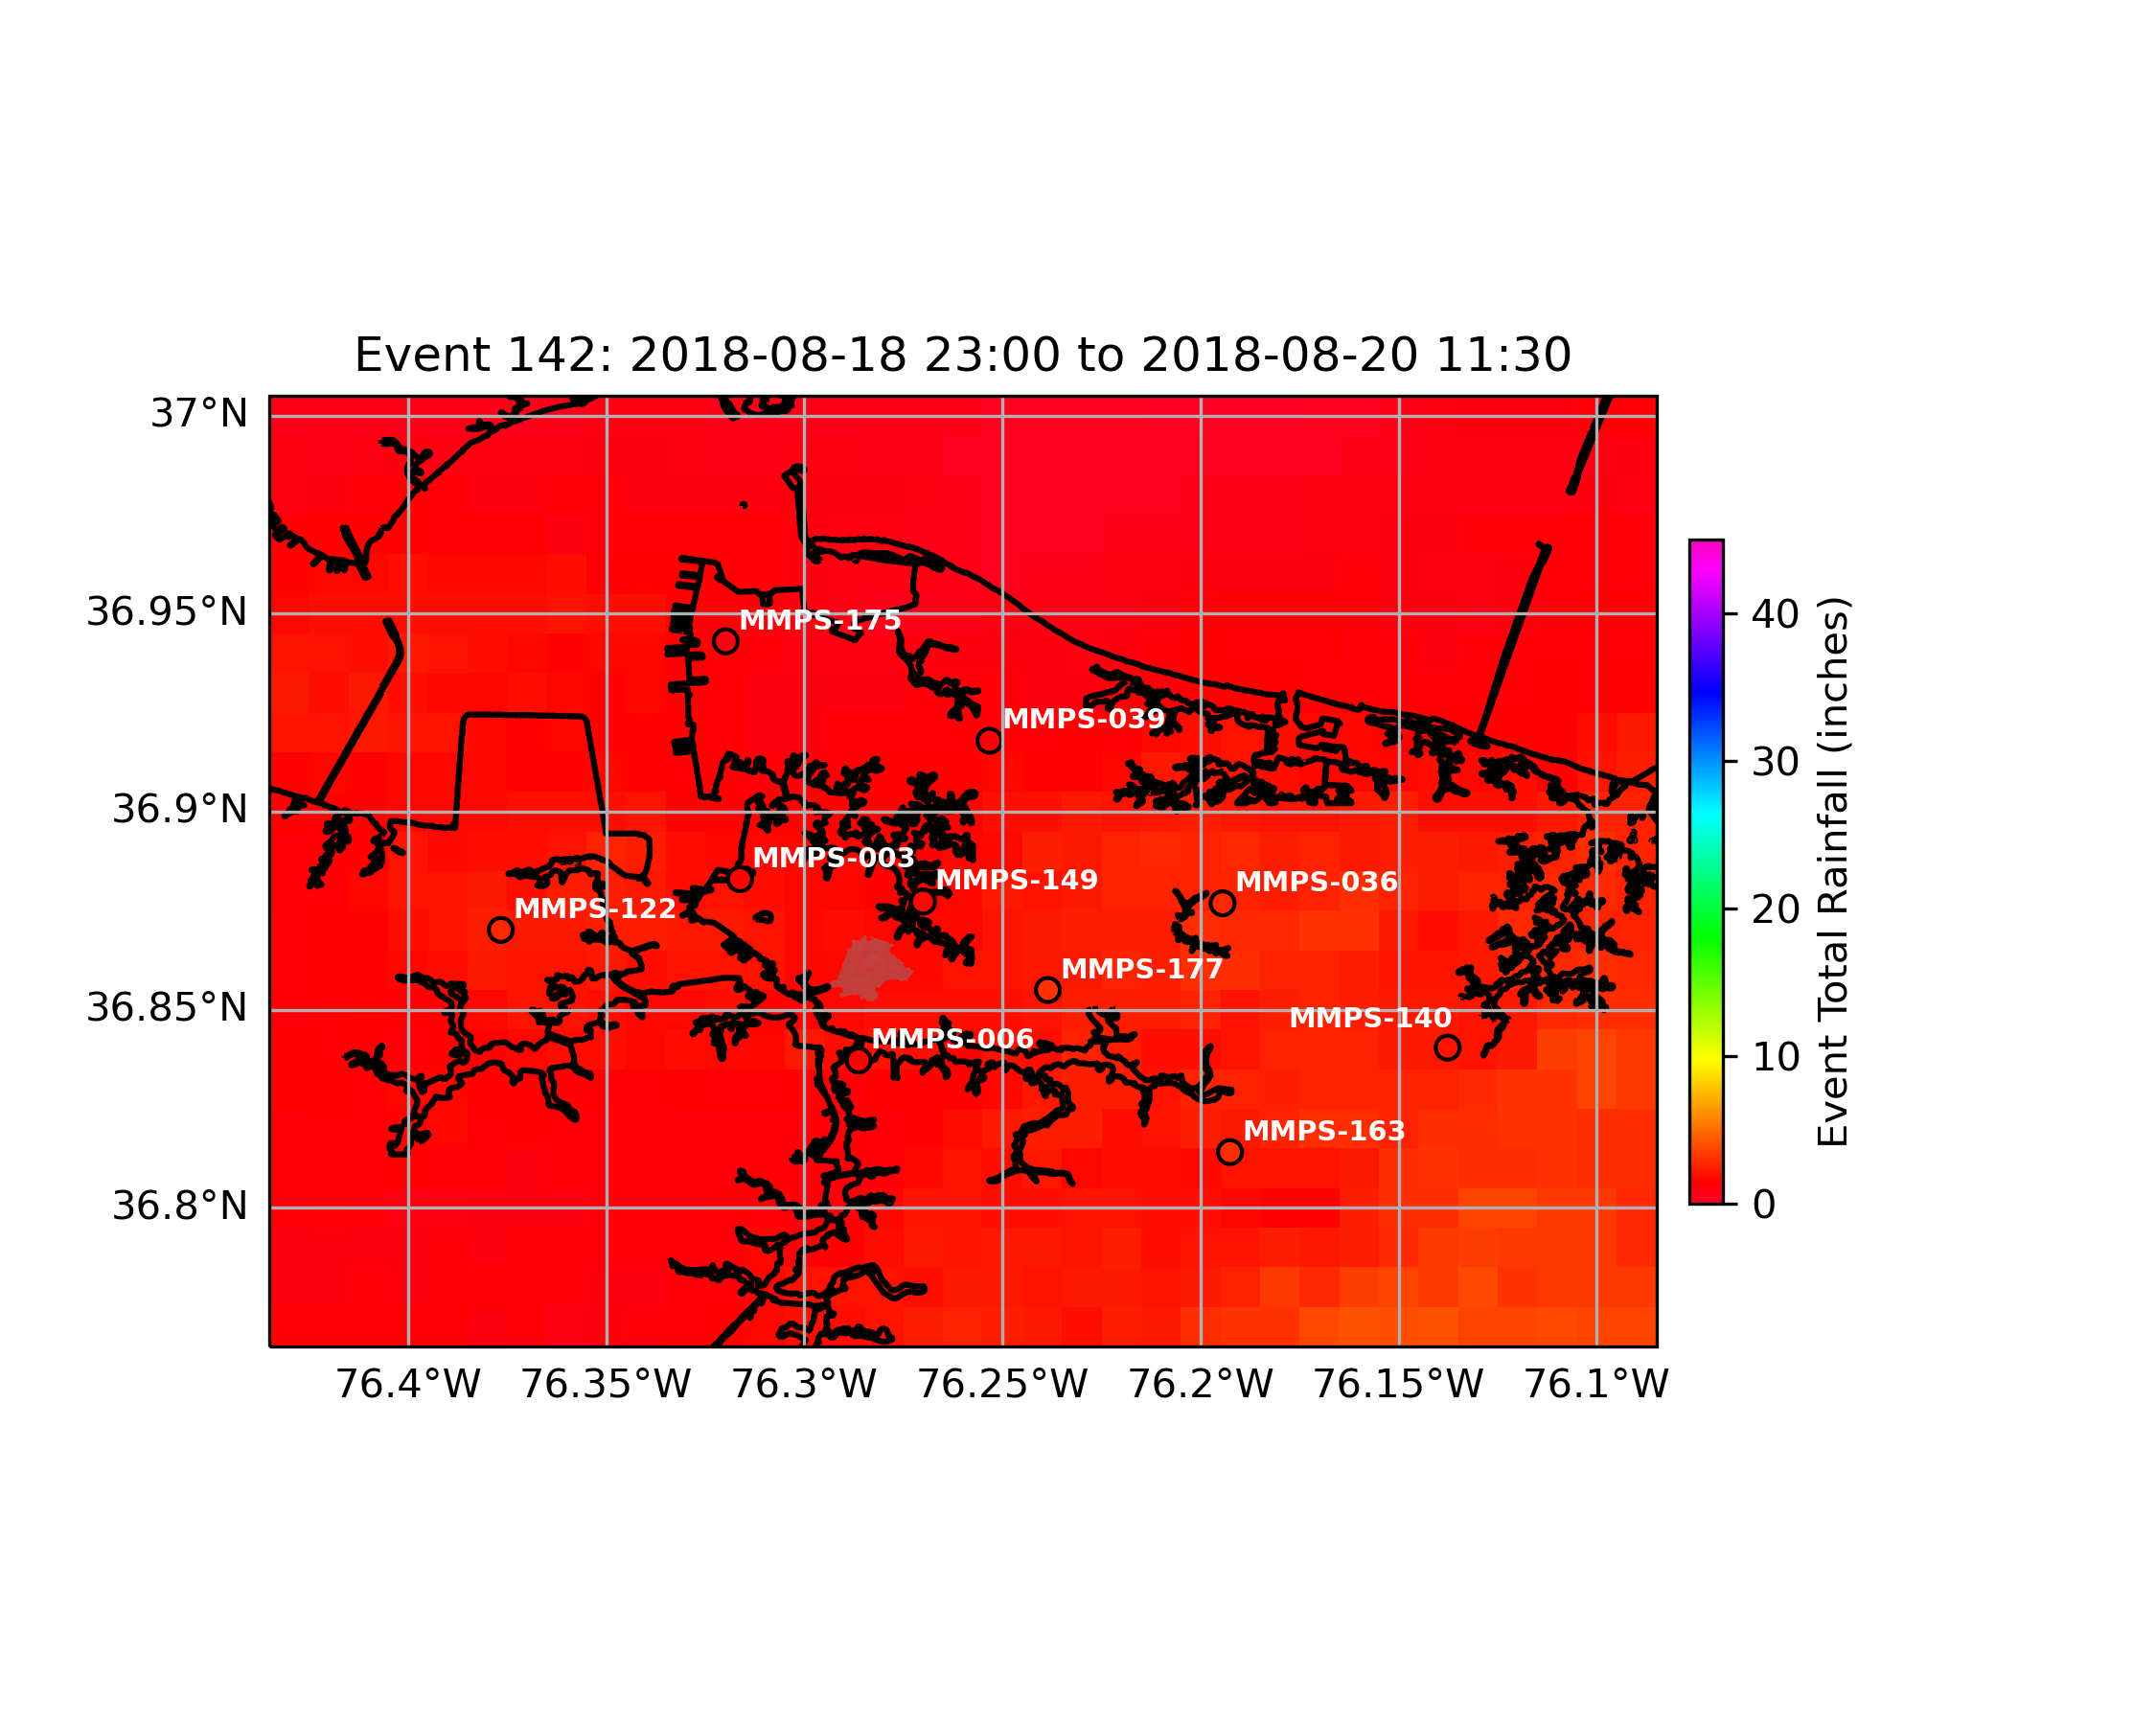 Event 142: 2018-08-18 23:00 to 2018-08-20 11:30
37°N
36.95°N
36.9°N
36.85°N
36.8°N
MMPS-175
MMPS-039
MMPS-003
MMPS-149
MMPS-036
MMPS-122
MMPS-177
MMPS-140
MMPS-006
MMPS-163
76.4°W
76.35°W
76.3°W
76.25°W
76.2°W
76.15°W
76.1°W
40
30
20
10
0
Event Total Rainfall (inches)